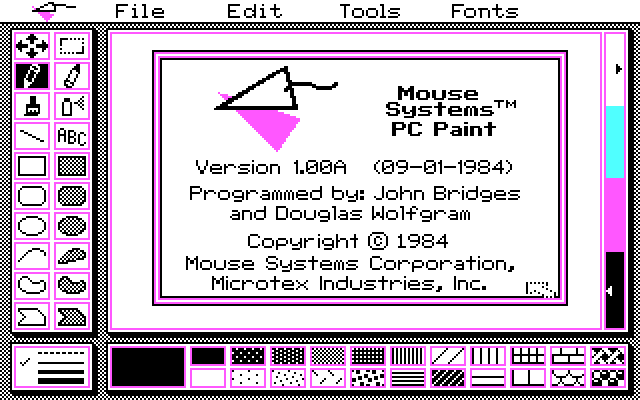 File Edit Tools Fonts
ABC
Mouse
Systems™
PC Paint
Version 1.00A (09-01-1984)
Programmed by: John Bridges
and Douglas Wolfgram
Copyright © 1984
Mouse Systems Corporation,
Microtex Industries, Inc.